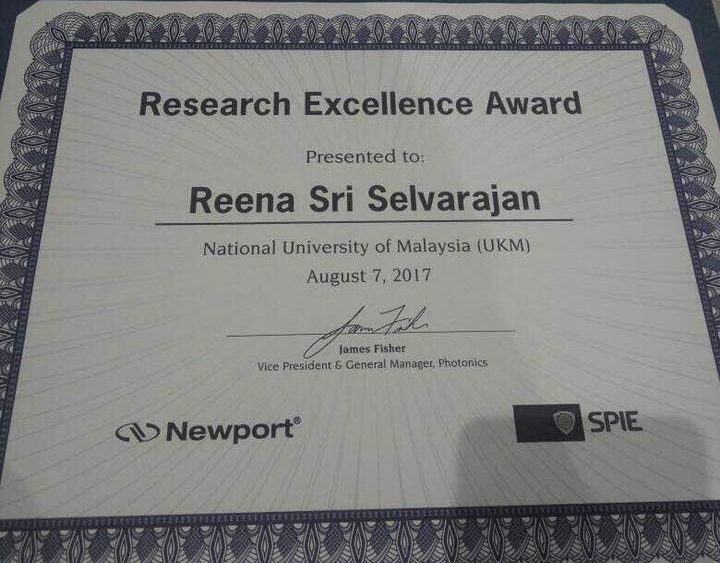 Research Excellence Award
Presented to:
Reena Sri Selvarajan
National University of Malaysia (UKM)
August 7, 2017
James Fisher
Vice President & General Manager, Photonics
Newport®
SPIE